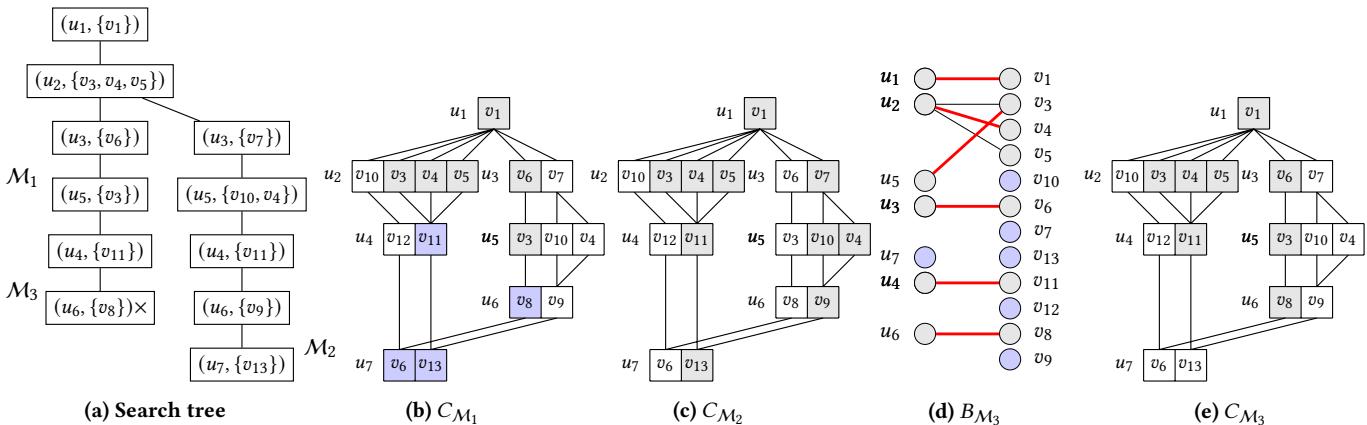 (u₁, {v₁})
(u₂, {v₃, v₄, v₅})
(u₃, {v₆})
(u₃, {v₇})
ℳ₁
(u₅, {v₃})
(u₅, {v₁₀, v₄})
(u₄, {v₁₁})
(u₄, {v₁₁})
ℳ₃
(u₆, {v₈})×
(u₆, {v₉})
ℳ₂
(u₇, {v₁₃})
(a) Search tree
u₁ v₁
u₂ v₁₀ v₃ v₄ v₅ u₃ v₆ v₇
u₄ v₁₂ v₁₁ u₅ v₃ v₁₀ v₄
u₆ v₈ v₉
u₇ v₆ v₁₃
(b) C_ℳ₁
u₁ v₁
u₂ v₁₀ v₃ v₄ v₅ u₃ v₆ v₇
u₄ v₁₂ v₁₁ u₅ v₃ v₁₀ v₄
u₆ v₈ v₉
u₇ v₆ v₁₃
(c) C_ℳ₂
u₁ v₁
u₂ v₃
v₄
v₅
u₅ v₁₀
u₃ v₆
v₇
u₇ v₁₃
u₄ v₁₁
v₁₂
u₆ v₈
v₉
(d) B_ℳ₃
u₁ v₁
u₂ v₁₀ v₃ v₄ v₅ u₃ v₆ v₇
u₄ v₁₂ v₁₁ u₅ v₃ v₁₀ v₄
u₆ v₈ v₉
u₇ v₆ v₁₃
(e) C_ℳ₃